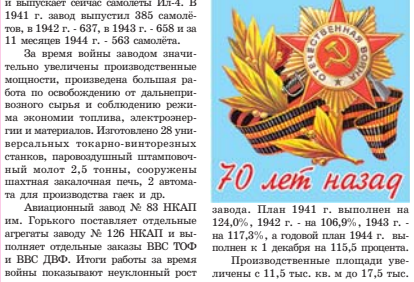 и выпускает сейчас самолеты Ил-4. В
1941 г. завод выпустил 385 самолё-
тов, в 1942 г. - 637, в 1943 г. - 658 и за
11 месяцев 1944 г. - 563 самолёта.
За время войны заводом значи-
тельно увеличены производственные
мощности, произведена большая ра-
бота по освобождению от дальнепри-
возного сырья и соблюдению режи-
ма экономии топлива, электроэнер-
гии и материалов. Изготовлено 28 уни-
версальных токарно-винторезных
станков, паровоздушный штамповоч-
ный молот 2,5 тонны, сооружены
шахтная закалочная печь, 2 автома-
та для производства гаек и др.
Авиационный завод № 83 НКАП
им. Горького поставляет отдельные
агрегаты заводу № 126 НКАП и вы-
полняет отдельные заказы ВВС ТОФ
и ВВС ДВФ. Итоги работы за время
войны показывают неуклонный рост
ОТЕЧЕСТВЕННАЯ ВОЙНА
70 лет назад
завода. План 1941 г. выполнен на
124,0%, 1942 г. - на 106,9%, 1943 г. -
на 117,3%, а годовой план 1944 г. вы-
полнен к 1 декабря на 115,5 процента.
Производственные площади уве-
личены с 11,5 тыс. кв. м до 17,5 тыс.